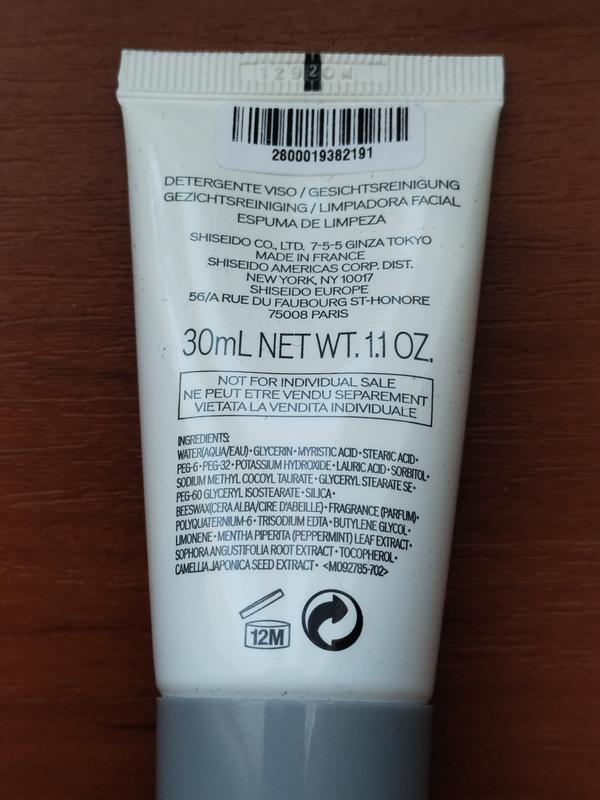 12920M
2800019382191
DETERGENTE VISO / GESICHTSREINIGUNG
GEZICHTSREINIGING / LIMPIADORA FACIAL
ESPUMA DE LIMPEZA
SHISEIDO CO., LTD. 7-5-5 GINZA TOKYO
MADE IN FRANCE
SHISEIDO AMERICAS CORP. DIST.
NEW YORK, NY 10017
SHISEIDO EUROPE
56/A RUE DU FAUBOURG ST-HONORE
75008 PARIS
30mL NET WT. 1.1 OZ.
NOT FOR INDIVIDUAL SALE
NE PEUT ETRE VENDU SEPAREMENT
VIETATA LA VENDITA INDIVIDUALE
INGREDIENTS:
WATER(AQUA/EAU)・GLYCERIN・MYRISTIC ACID・STEARIC ACID・
PEG-6・PEG-32・POTASSIUM HYDROXIDE・LAURIC ACID・SORBITOL・
SODIUM METHYL COCOYL TAURATE・GLYCERYL STEARATE SE・
PEG-60 GLYCERYL ISOSTEARATE・SILICA・
BEESWAX(CERA ALBA/CIRE D'ABEILLE)・FRAGRANCE (PARFUM)・
POLYQUATERNIUM-6・TRISODIUM EDTA・BUTYLENE GLYCOL・
LIMONENE・MENTHA PIPERITA (PEPPERMINT) LEAF EXTRACT・
SOPHORA ANGUSTIFOLIA ROOT EXTRACT・TOCOPHEROL・
CAMELLIA JAPONICA SEED EXTRACT・ <M092785-702>
12M